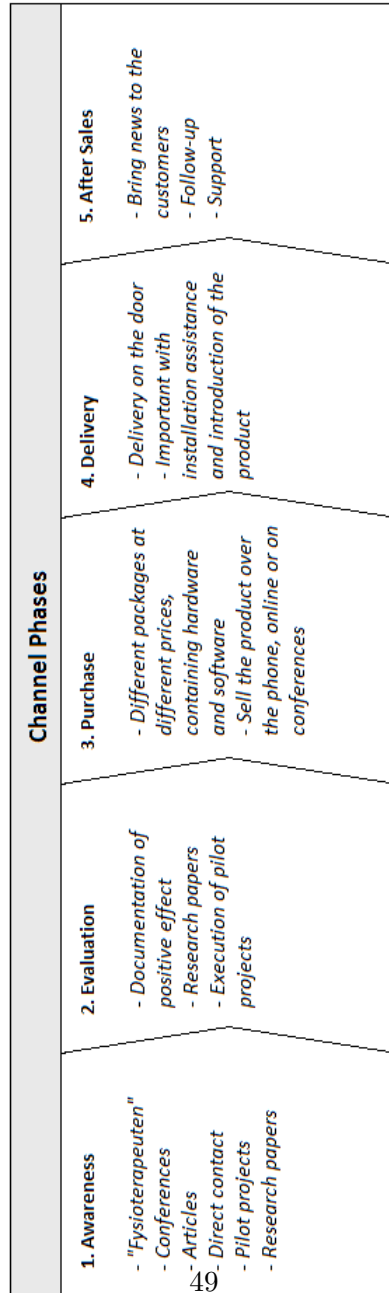 Channel Phases
1. Awareness
- "Fysioterapeuten"
- Conferences
- Articles
- Direct contact
- Pilot projects
- Research papers
2. Evaluation
- Documentation of
positive effect
- Research papers
- Execution of pilot
projects
3. Purchase
- Different packages at
different prices,
containing hardware
and software
- Sell the product over
the phone, online or on
conferences
4. Delivery
- Delivery on the door
- Important with
installation assistance
and introduction of the
product
5. After Sales
- Bring news to the
customers
- Follow-up
- Support
49